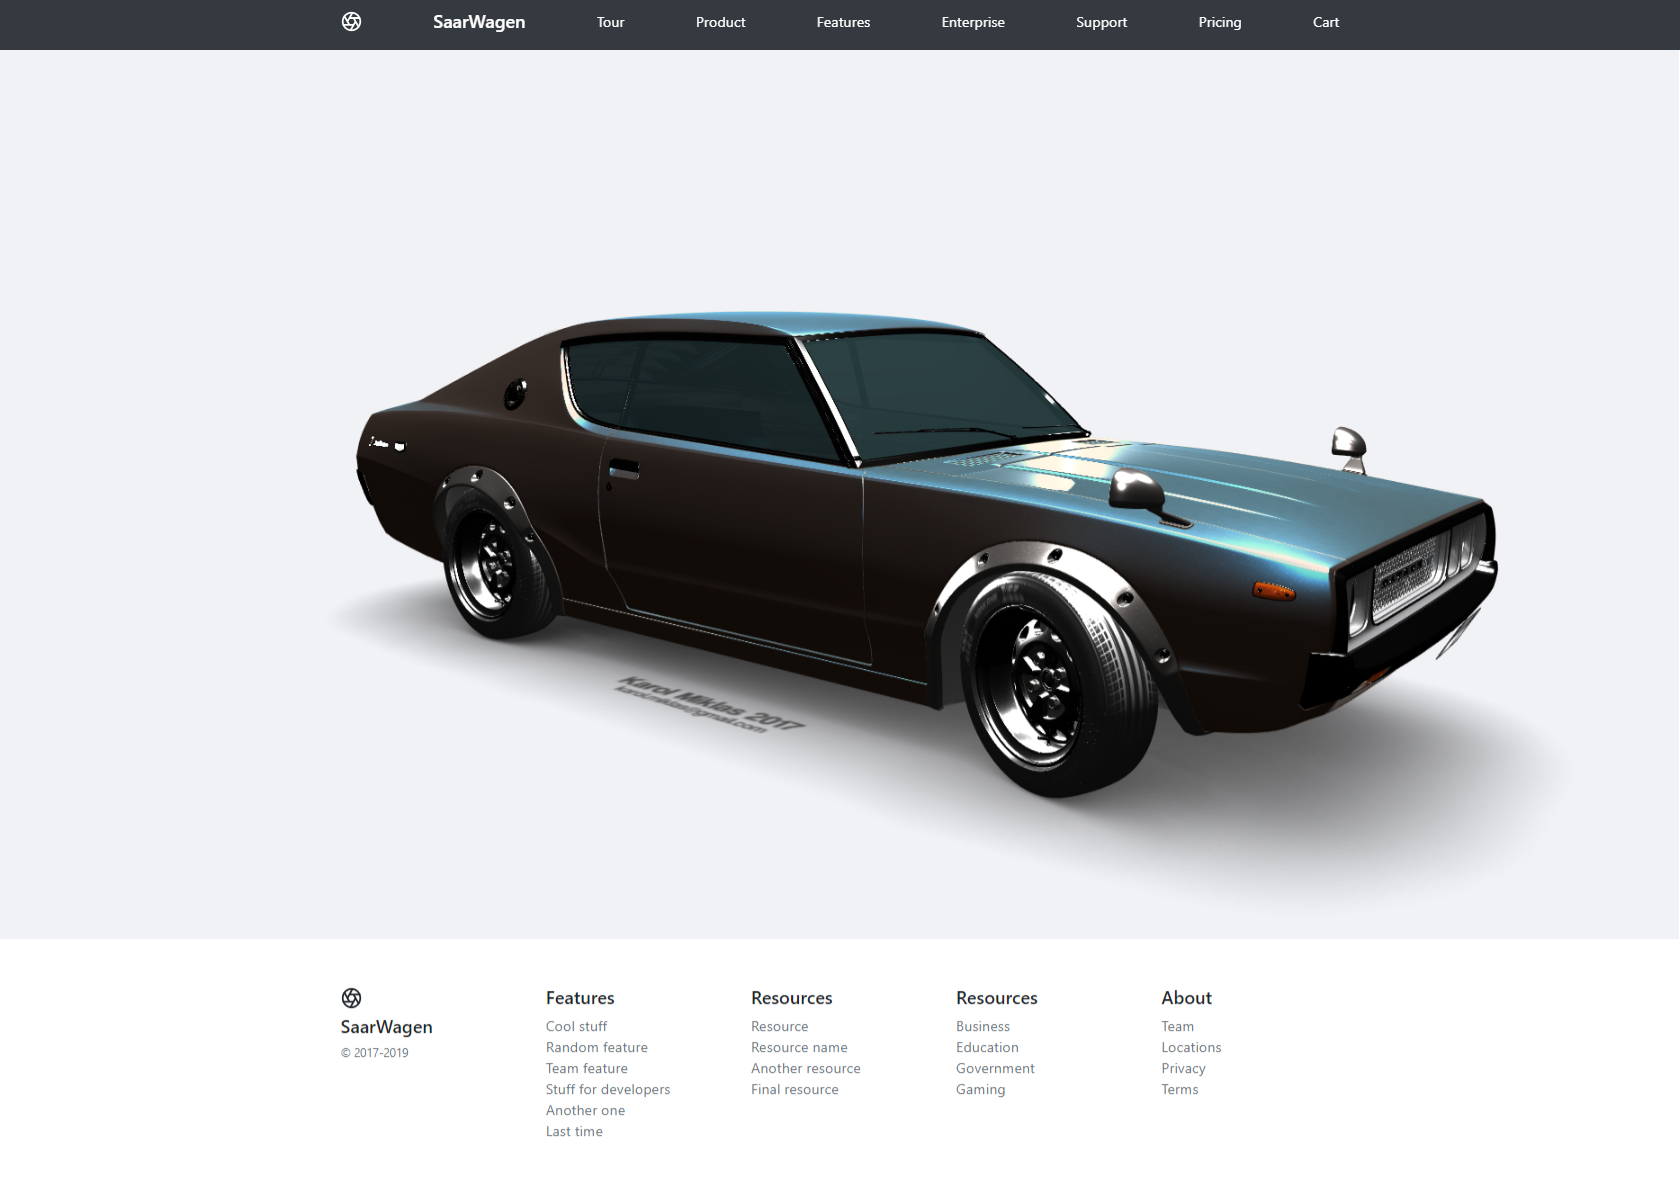 SaarWagen Tour Product Features Enterprise Support Pricing Cart
Karol Miklas 2017
karol.miklas@gmail.com
SaarWagen
© 2017-2019
Features
Cool stuff
Random feature
Team feature
Stuff for developers
Another one
Last time
Resources
Resource
Resource name
Another resource
Final resource
Resources
Business
Education
Government
Gaming
About
Team
Locations
Privacy
Terms